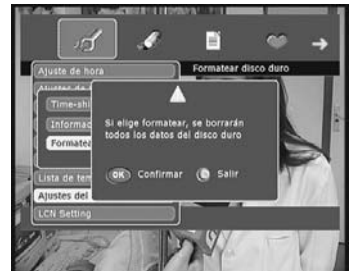 Ajuste de hora
Formatear disco duro
Time-shi
Informac
Formatea
Si elige formatear, se borrarán
todos los datos del disco duro
OK Confirmar Salir
Lista de tem
Ajustes del
LCN Setting